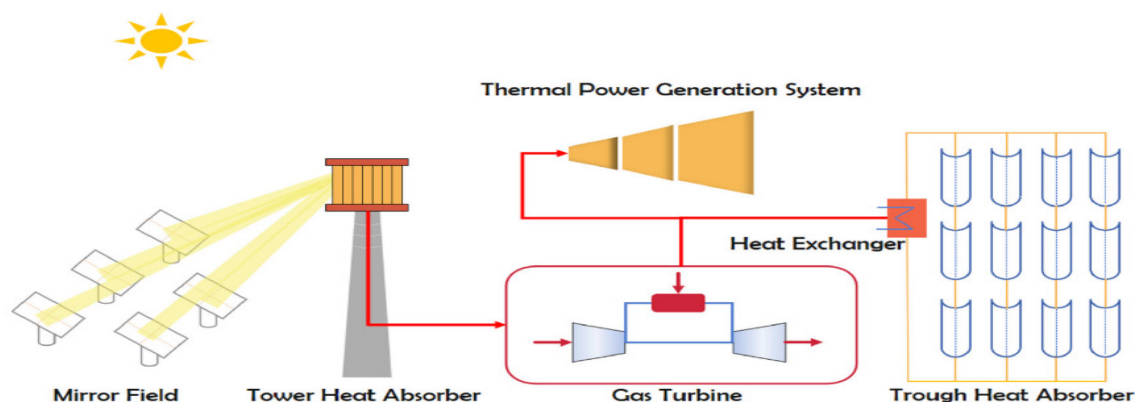 Thermal Power Generation System
Heat Exchanger
Mirror Field
Tower Heat Absorber
Gas Turbine
Trough Heat Absorber